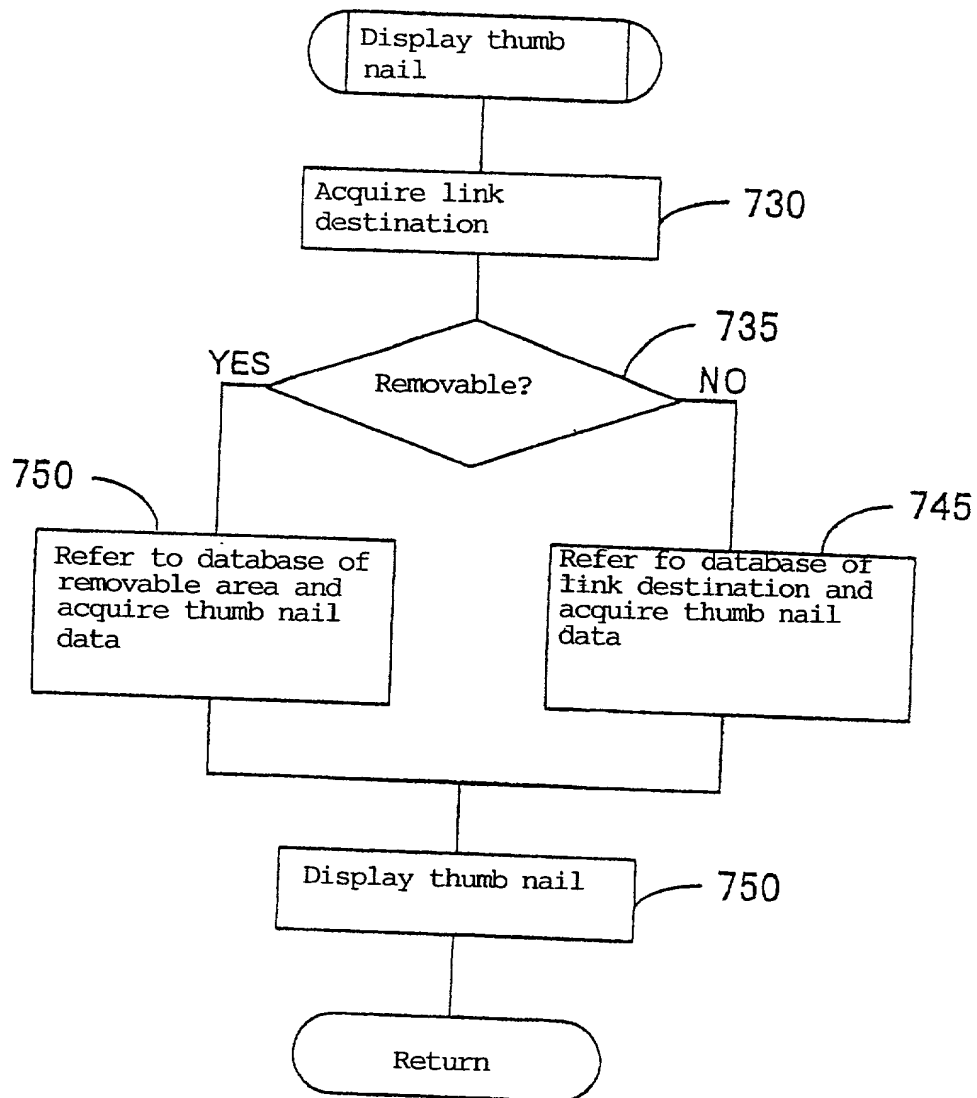 Display thumb
nail
Acquire link
destination
730
735
YES
Removable?
NO
750
745
Refer to database of
removable area and
acquire thumb nail
data
Refer fo database of
link destination and
acquire thumb nail
data
Display thumb nail
750
Return